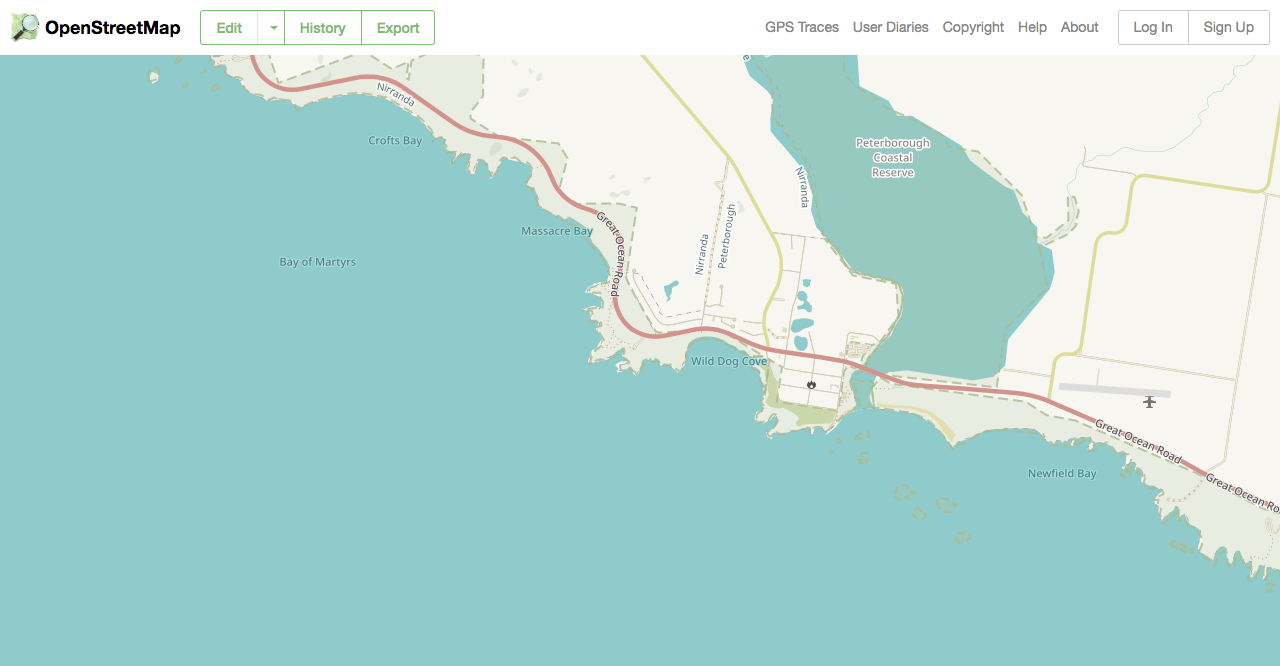 OpenStreetMap
Edit
History
Export
GPS Traces
User Diaries
Copyright
Help
About
Log In
Sign Up
Nirranda
Crofts Bay
Peterborough
Coastal
Reserve
Nirranda
Massacre Bay
Great Ocean Road
Nirranda
Peterborough
Bay of Martyrs
Wild Dog Cove
Great Ocean Road
Newfield Bay
Great Ocean